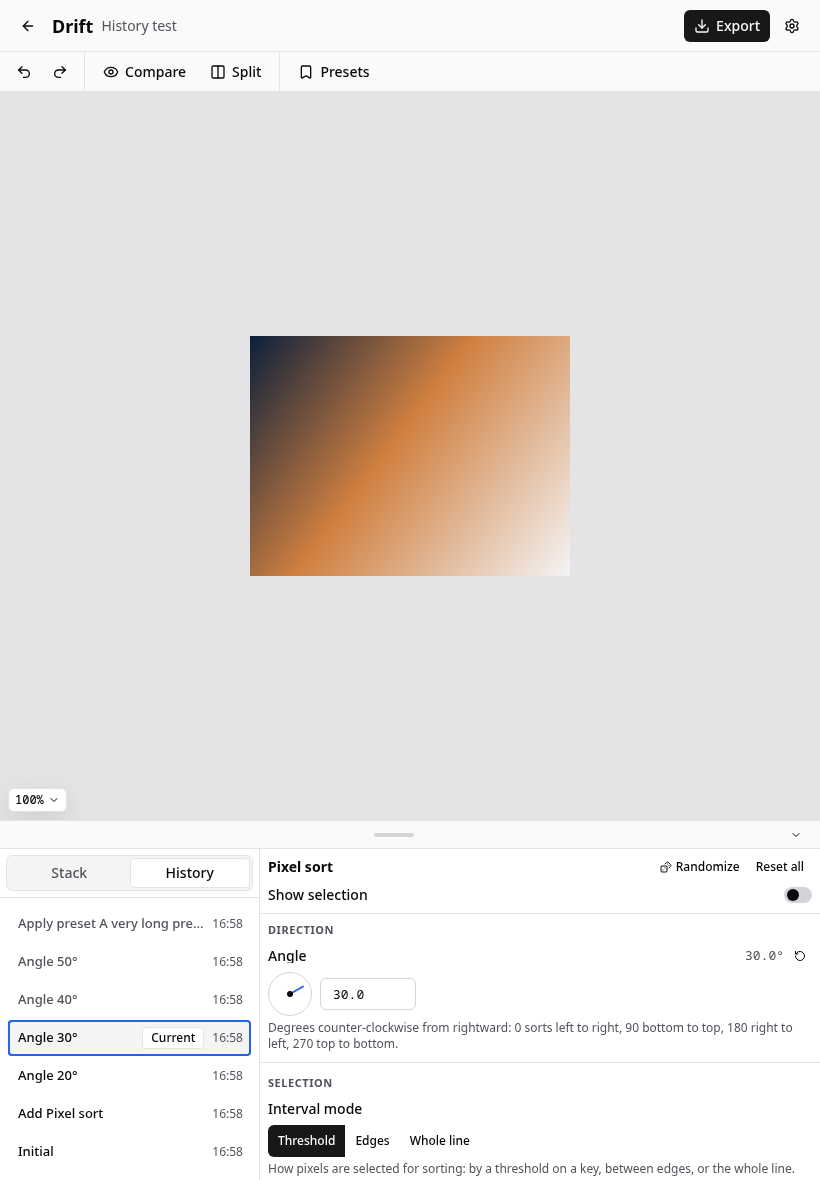 Drift History test Export
Compare Split Presets
100%
Stack History
Apply preset A very long pre... 16:58
Angle 50° 16:58
Angle 40° 16:58
Angle 30° Current 16:58
Angle 20° 16:58
Add Pixel sort 16:58
Initial 16:58
Pixel sort Randomize Reset all
Show selection
DIRECTION
Angle 30.0°
30.0
Degrees counter-clockwise from rightward: 0 sorts left to right, 90 bottom to top, 180 right to
left, 270 top to bottom.
SELECTION
Interval mode
Threshold Edges Whole line
How pixels are selected for sorting: by a threshold on a key, between edges, or the whole line.